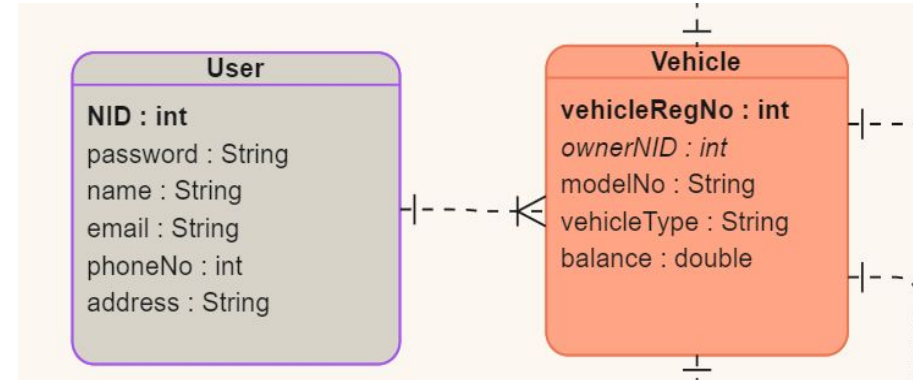 User
NID : int
password : String
name : String
email : String
phoneNo : int
address : String
Vehicle
vehicleRegNo : int
ownerNID : int
modelNo : String
vehicleType : String
balance : double